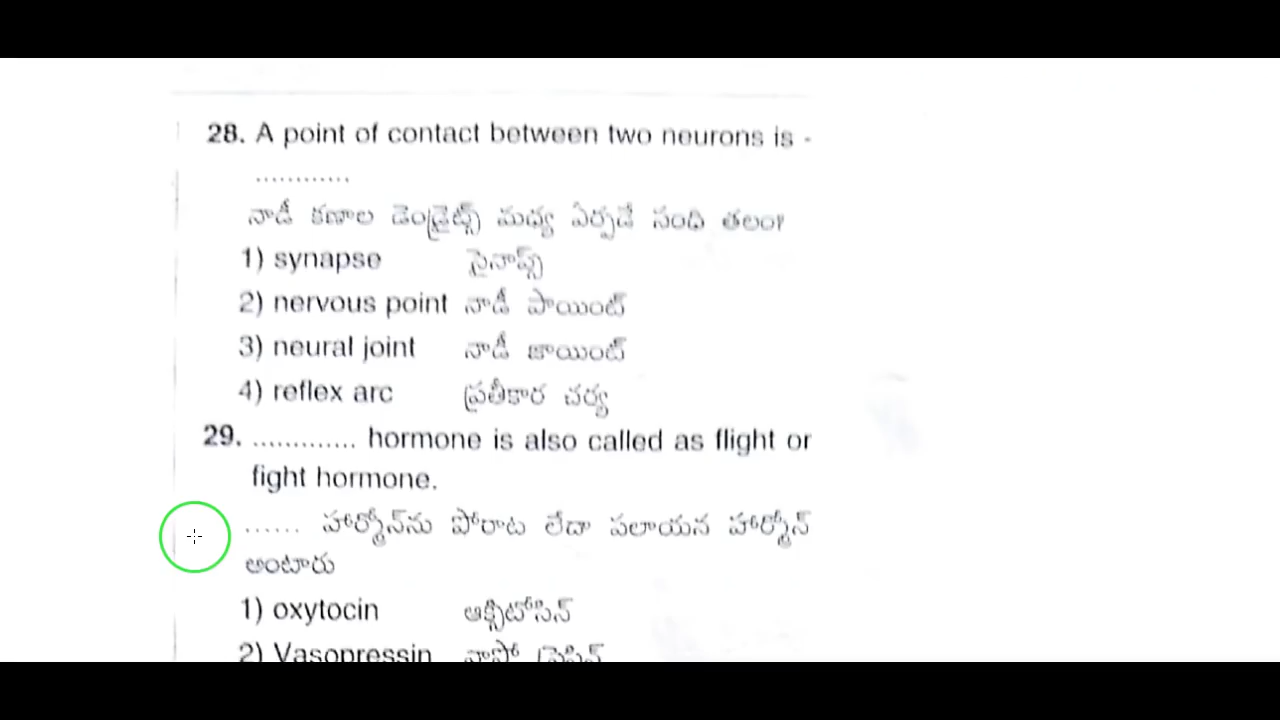 28. A point of contact between two neurons is -
............
నాడీ కణాల డెండ్రైట్స్ మధ్య ఏర్పడే సంధి తలం?
1) synapse సైనాప్స్
2) nervous point నాడీ పాయింట్
3) neural joint నాడీ జాయింట్
4) reflex arc ప్రతీకార చర్య
29. ............. hormone is also called as flight or
fight hormone.
...... హార్మోన్‌ను పోరాట లేదా పలాయన హార్మోన్
అంటారు
1) oxytocin ఆక్సిటోసిన్
2) Vasopressin వాసోప్రెసిన్